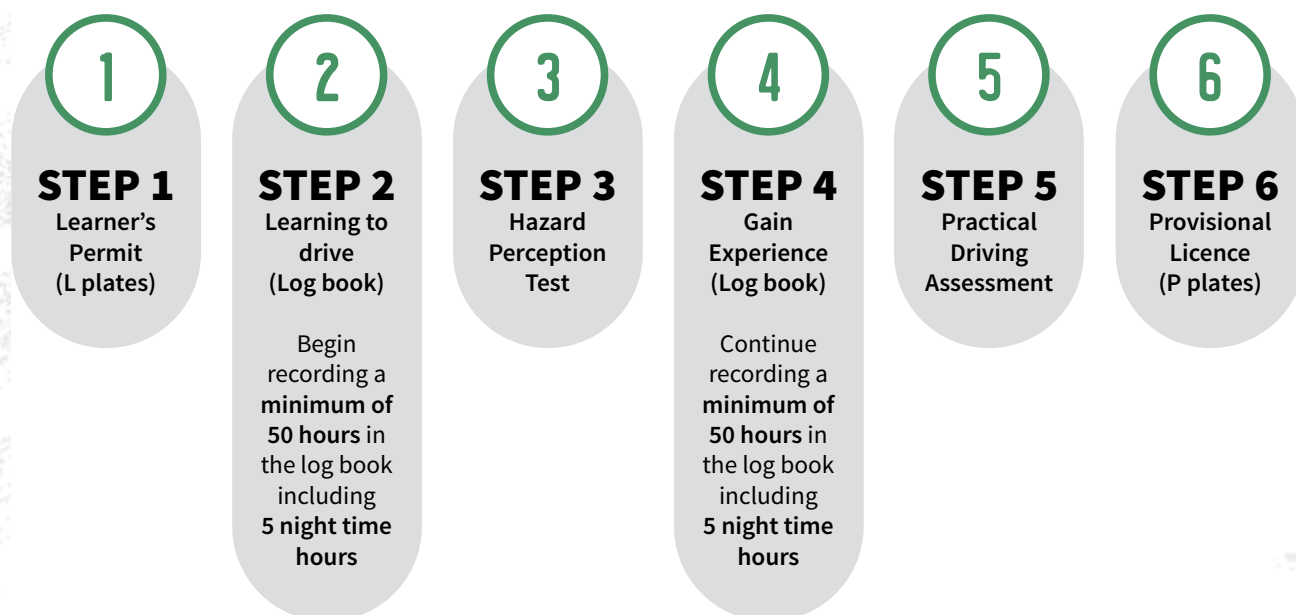 1
STEP 1
Learner's
Permit
(L plates)
2
STEP 2
Learning to
drive
(Log book)
Begin
recording a
minimum of
50 hours in
the log book
including
5 night time
hours
3
STEP 3
Hazard
Perception
Test
4
STEP 4
Gain
Experience
(Log book)
Continue
recording a
minimum of
50 hours in
the log book
including
5 night time
hours
5
STEP 5
Practical
Driving
Assessment
6
STEP 6
Provisional
Licence
(P plates)